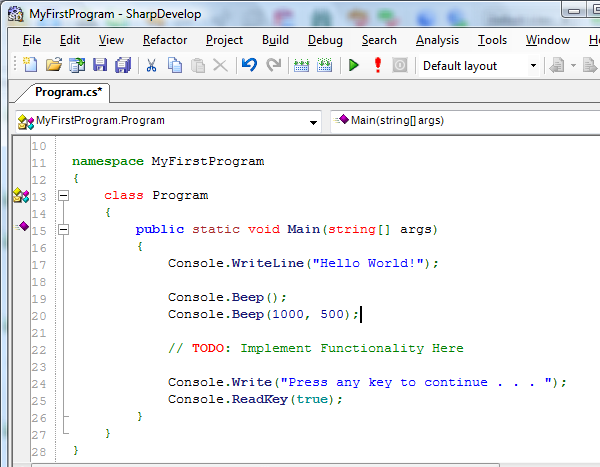 MyFirstProgram - SharpDevelop
File Edit View Refactor Project Build Debug Search Analysis Tools Window
Default layout
Program.cs*
MyFirstProgram.Program Main(string[] args)
10
11 namespace MyFirstProgram
12 {
13 class Program
14 {
15 public static void Main(string[] args)
16 {
17 Console.WriteLine("Hello World!");
18
19 Console.Beep();
20 Console.Beep(1000, 500);
21
22 // TODO: Implement Functionality Here
23
24 Console.Write("Press any key to continue . . . ");
25 Console.ReadKey(true);
26 }
27 }
28 }